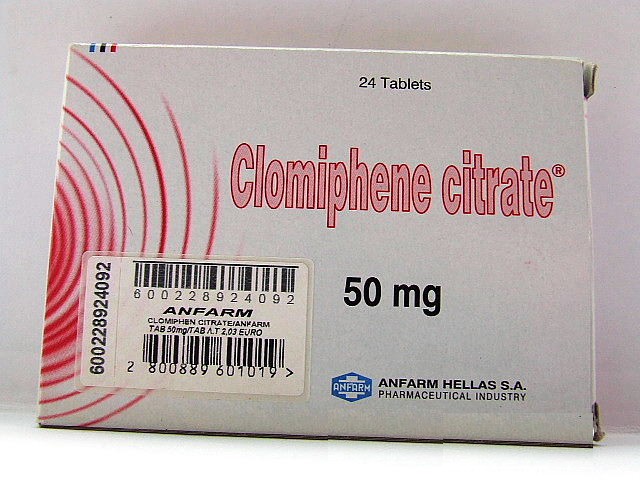 24 Tablets
Clomiphene citrate®
50 mg
600228924092
600228924092
ANFARM
CLOMIPHEN CITRATE/ANFARM
TAB 50mg/TAB Λ.T 2,03 EURO
2 800889 601019 >
ANFARM
ANFARM HELLAS S.A.
PHARMACEUTICAL INDUSTRY